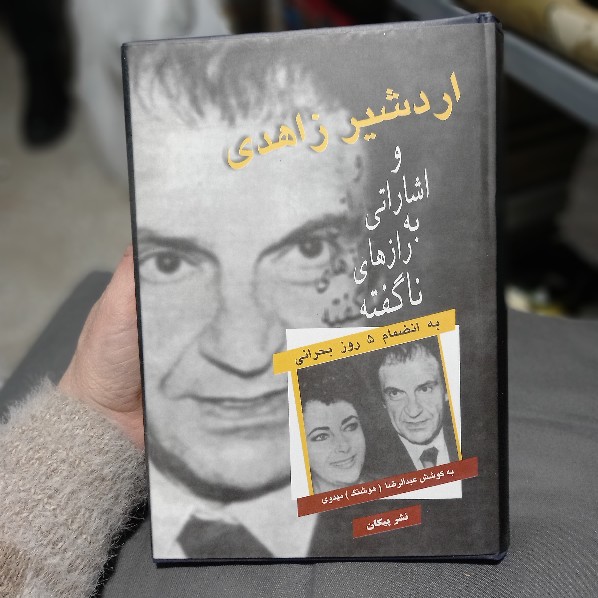 اردشیر زاهدی
و
اشاراتی
به
رازهای
ناگفته
به انضمام ۵ روز بحرانی
به کوشش عبدالرضا ( هوشنگ ) مهدوی
نشر پیکان